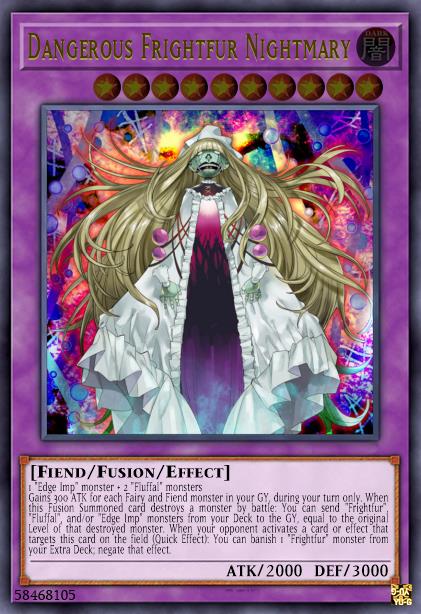 Dangerous Frightfur Nightmary
DARK
闇
[Fiend/Fusion/Effect]
1 "Edge Imp" monster + 2 "Fluffal" monsters
Gains 300 ATK for each Fairy and Fiend monster in your GY, during your turn only. When
this Fusion Summoned card destroys a monster by battle: You can send "Frightfur",
"Fluffal", and/or "Edge Imp" monsters from your Deck to the GY, equal to the original
Level of that destroyed monster. When your opponent activates a card or effect that
targets this card on the field (Quick Effect): You can banish 1 "Frightfur" monster from
your Extra Deck; negate that effect.
ATK/2000 DEF/3000
58468105